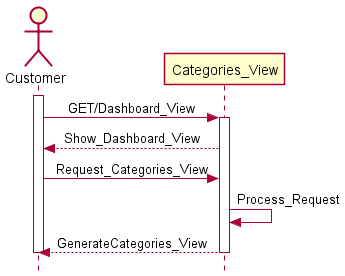 Customer
Categories_View
GET/Dashboard_View
Show_Dashboard_View
Request_Categories_View
Process_Request
GenerateCategories_View